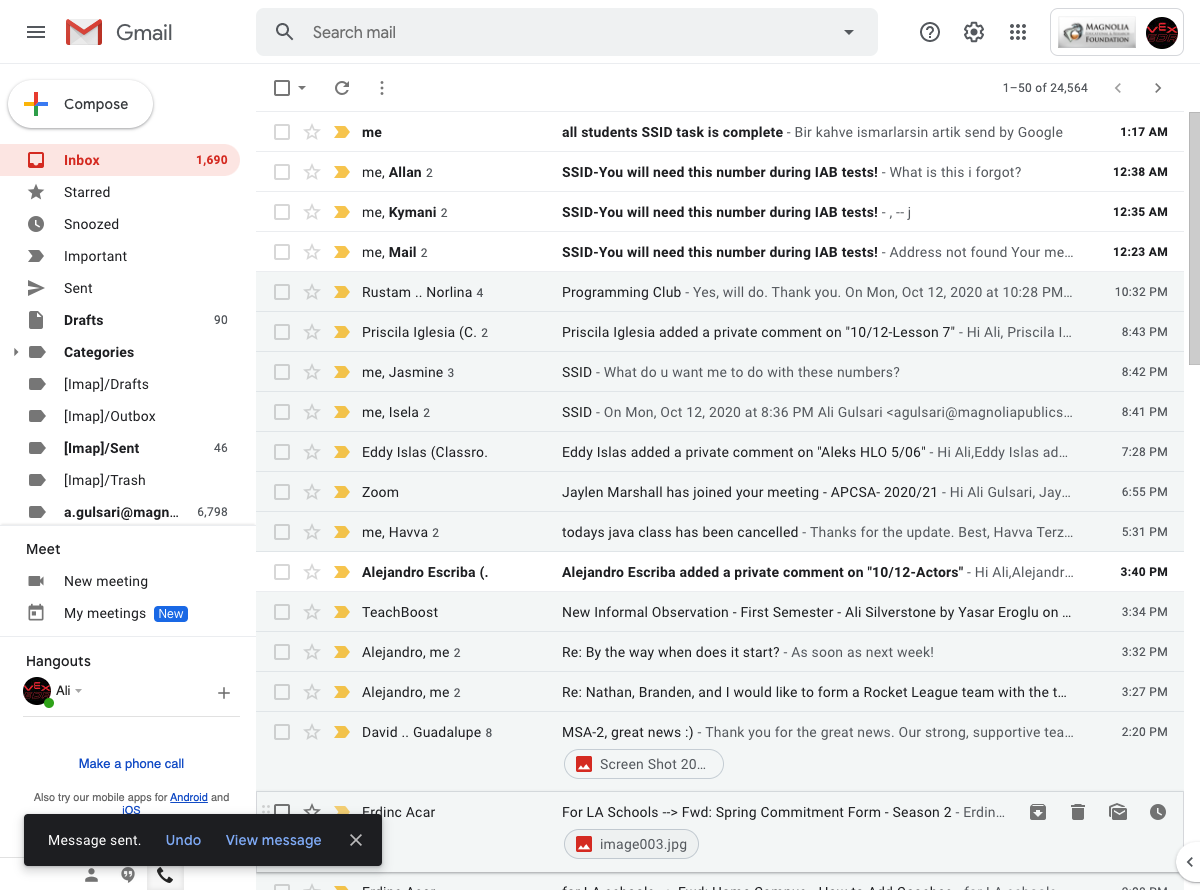 Gmail
Search mail
MAGNOLIA
FOUNDATION
Compose
1–50 of 24,564
Inbox 1,690
Starred
Snoozed
Important
Sent
Drafts 90
Categories
[Imap]/Drafts
[Imap]/Outbox
[Imap]/Sent 46
[Imap]/Trash
a.gulsari@magn... 6,798
Meet
New meeting
My meetings New
Hangouts
Ali
Make a phone call
Also try our mobile apps for Android and
iOS
me all students SSID task is complete - Bir kahve ismarlarsin artik send by Google 1:17 AM
me, Allan 2 SSID-You will need this number during IAB tests! - What is this i forgot? 12:38 AM
me, Kymani 2 SSID-You will need this number during IAB tests! - , -- j 12:35 AM
me, Mail 2 SSID-You will need this number during IAB tests! - Address not found Your me... 12:23 AM
Rustam .. Norlina 4 Programming Club - Yes, will do. Thank you. On Mon, Oct 12, 2020 at 10:28 PM... 10:32 PM
Priscila Iglesia (C. 2 Priscila Iglesia added a private comment on "10/12-Lesson 7" - Hi Ali, Priscila I... 8:43 PM
me, Jasmine 3 SSID - What do u want me to do with these numbers? 8:42 PM
me, Isela 2 SSID - On Mon, Oct 12, 2020 at 8:36 PM Ali Gulsari <agulsari@magnoliapublics... 8:41 PM
Eddy Islas (Classro. Eddy Islas added a private comment on "Aleks HLO 5/06" - Hi Ali,Eddy Islas ad... 7:28 PM
Zoom Jaylen Marshall has joined your meeting - APCSA- 2020/21 - Hi Ali Gulsari, Jay... 6:55 PM
me, Havva 2 todays java class has been cancelled - Thanks for the update. Best, Havva Terz... 5:31 PM
Alejandro Escriba (. Alejandro Escriba added a private comment on "10/12-Actors" - Hi Ali,Alejandr... 3:40 PM
TeachBoost New Informal Observation - First Semester - Ali Silverstone by Yasar Eroglu on ... 3:34 PM
Alejandro, me 2 Re: By the way when does it start? - As soon as next week! 3:32 PM
Alejandro, me 2 Re: Nathan, Branden, and I would like to form a Rocket League team with the t... 3:27 PM
David .. Guadalupe 8 MSA-2, great news :) - Thank you for the great news. Our strong, supportive tea... 2:20 PM
Screen Shot 20...
Erdinc Acar For LA Schools --> Fwd: Spring Commitment Form - Season 2 - Erdin...
image003.jpg
Message sent. Undo View message